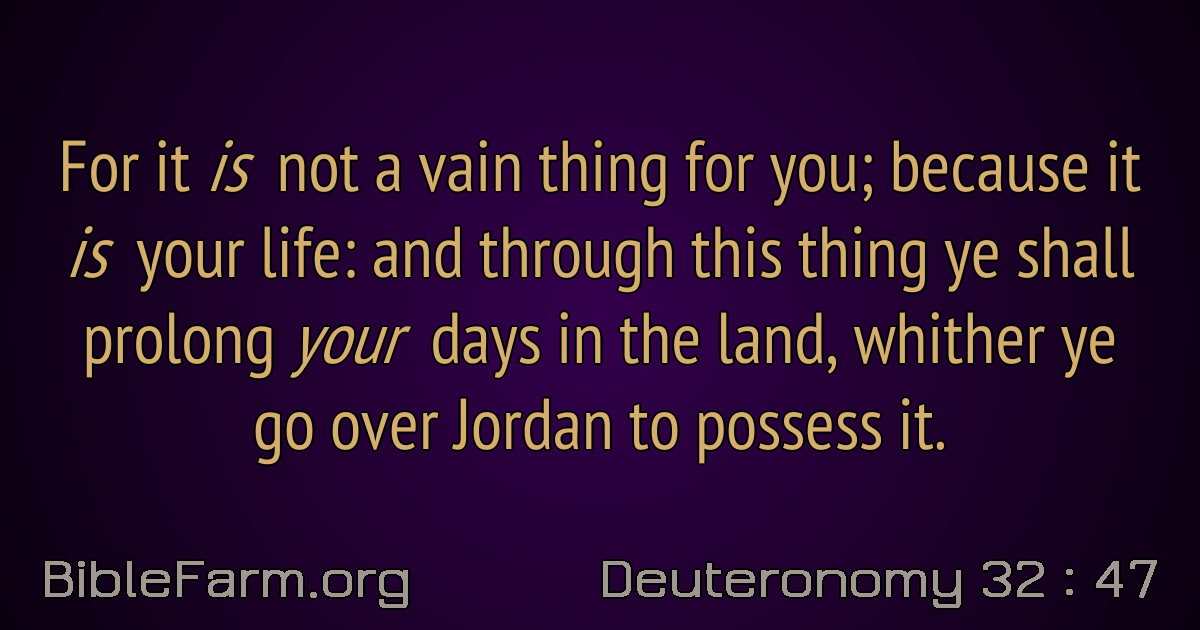 For it is not a vain thing for you; because it
is your life: and through this thing ye shall
prolong your days in the land, whither ye
go over Jordan to possess it.
BibleFarm.org
Deuteronomy 32 : 47